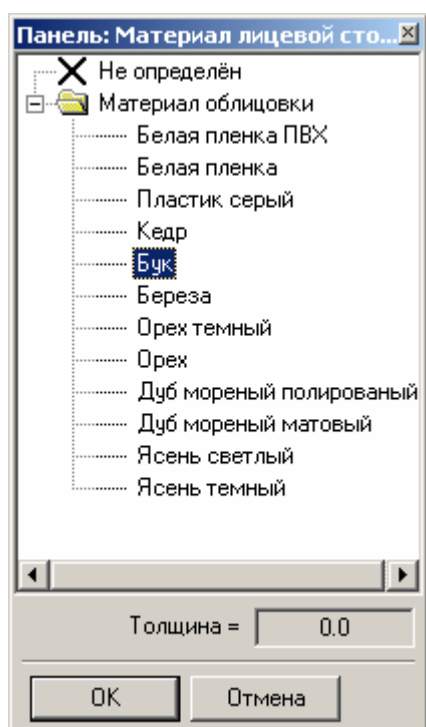 Панель: Материал лицевой сто...
Не определён
Материал облицовки
Белая пленка ПВХ
Белая пленка
Пластик серый
Кедр
Бук
Береза
Орех темный
Орех
Дуб мореный полированый
Дуб мореный матовый
Ясень светлый
Ясень темный
Толщина = 0.0
OK Отмена